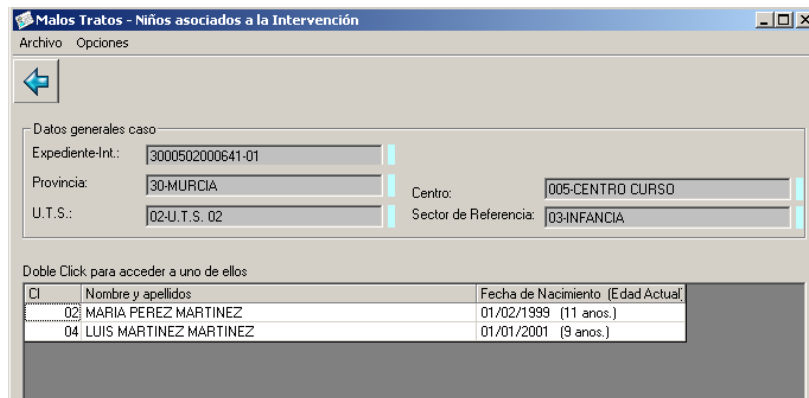 Malos Tratos - Niños asociados a la Intervención
Archivo Opciones
Datos generales caso
Expediente-Int.: 3000502000641-01
Provincia: 30-MURCIA Centro: 005-CENTRO CURSO
U.T.S.: 02-U.T.S. 02 Sector de Referencia: 03-INFANCIA
Doble Click para acceder a uno de ellos
CI Nombre y apellidos Fecha de Nacimiento (Edad Actual)
02 MARIA PEREZ MARTINEZ 01/02/1999 (11 anos.)
04 LUIS MARTINEZ MARTINEZ 01/01/2001 (9 anos.)